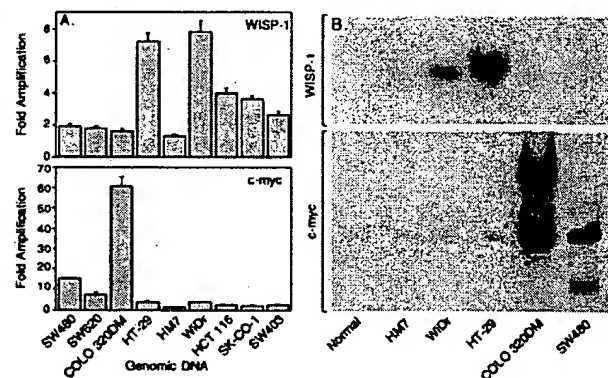 A.
WISP-1
Fold Amplification
8
6
4
2
0
c-myc
Fold Amplification
70
60
50
40
30
20
10
0
SW480
SW620
COLO 320DM
HT-29
HM7
WiDr
HCT 116
SK-CO-1
SW403
Genomic DNA
B.
WISP-1
c-myc
Normal
HM7
WiDr
HT-29
COLO 320DM
SW480